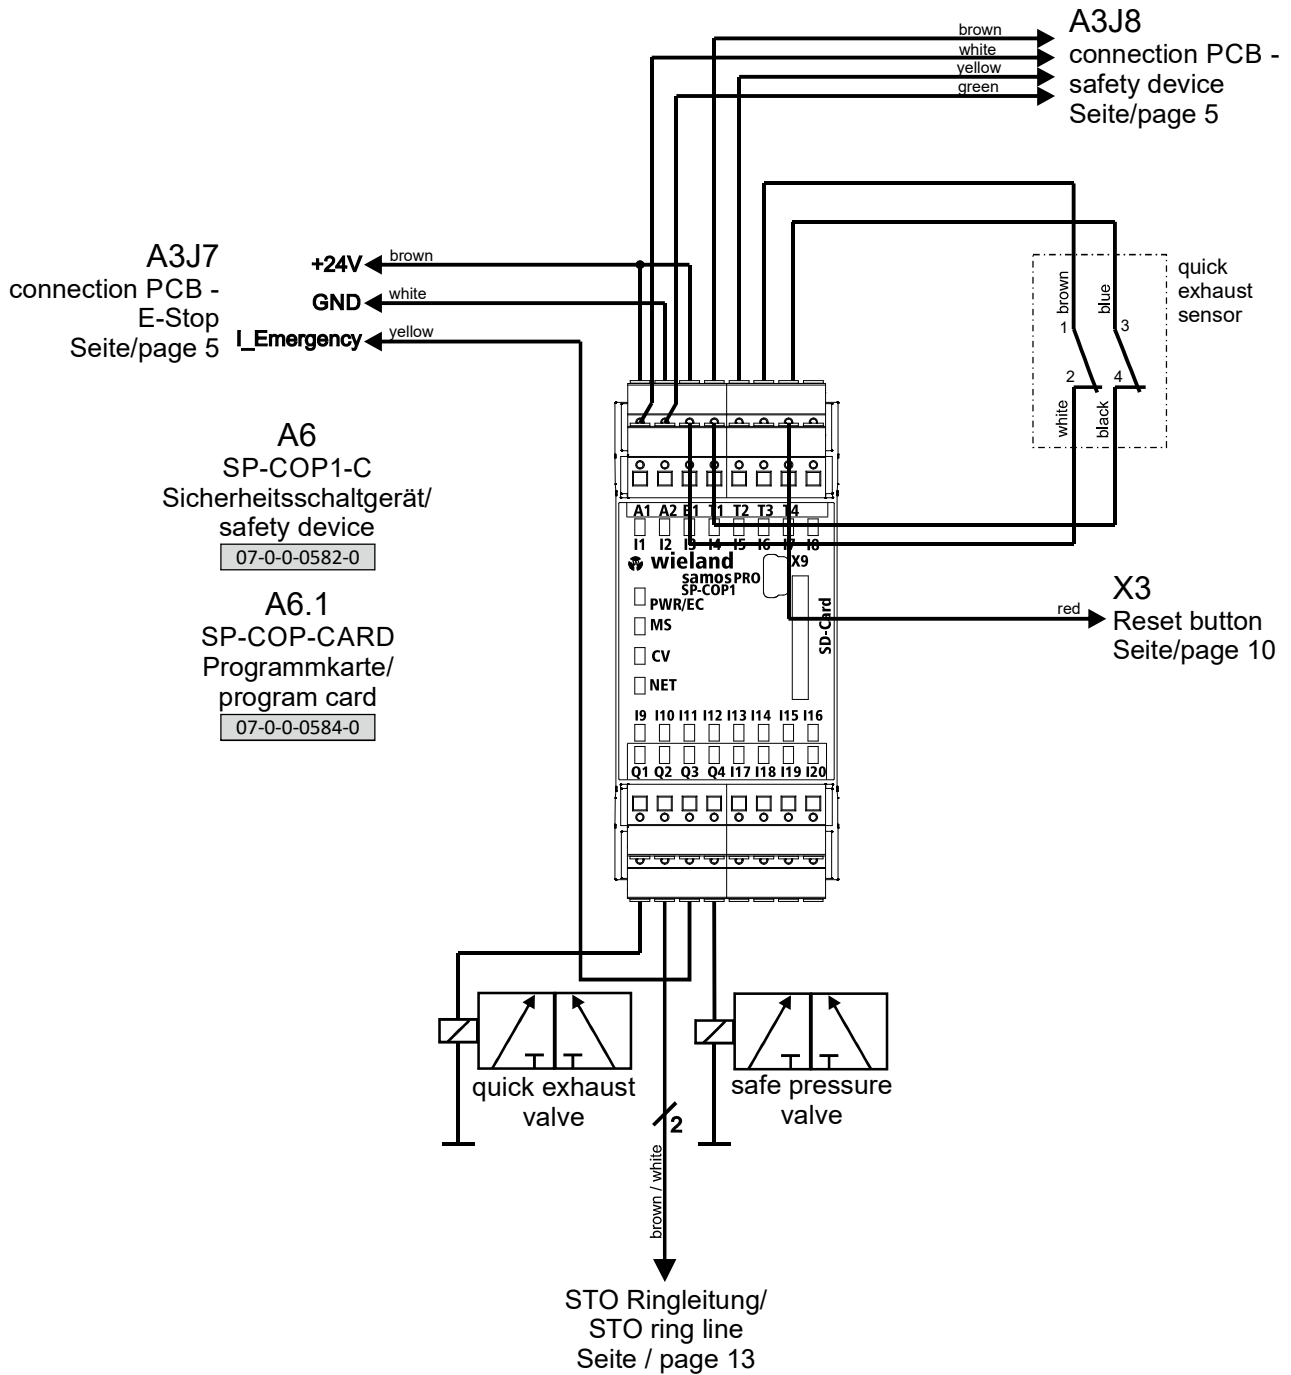 brown
white
yellow
green
A3J8
connection PCB -
safety device
Seite/page 5
A3J7
connection PCB -
E-Stop
Seite/page 5
+24V
brown
GND
white
I_Emergency
yellow
quick
exhaust
sensor
brown
blue
1
3
2
4
white
black
A6
SP-COP1-C
Sicherheitsschaltgerät/
safety device
07-0-0-0582-0
A6.1
SP-COP-CARD
Programmkarte/
program card
07-0-0-0584-0
A1 A2 B1 T1 T2 T3 T4
I1 I2 I3 I4 I5 I6 I7 I8
wieland
samosPRO
SP-COP1
X9
PWR/EC
MS
CV
NET
SD-Card
red
X3
Reset button
Seite/page 10
I9 I10 I11 I12 I13 I14 I15 I16
Q1 Q2 Q3 Q4 I17 I18 I19 I20
quick exhaust
valve
safe pressure
valve
2
brown / white
STO Ringleitung/
STO ring line
Seite / page 13